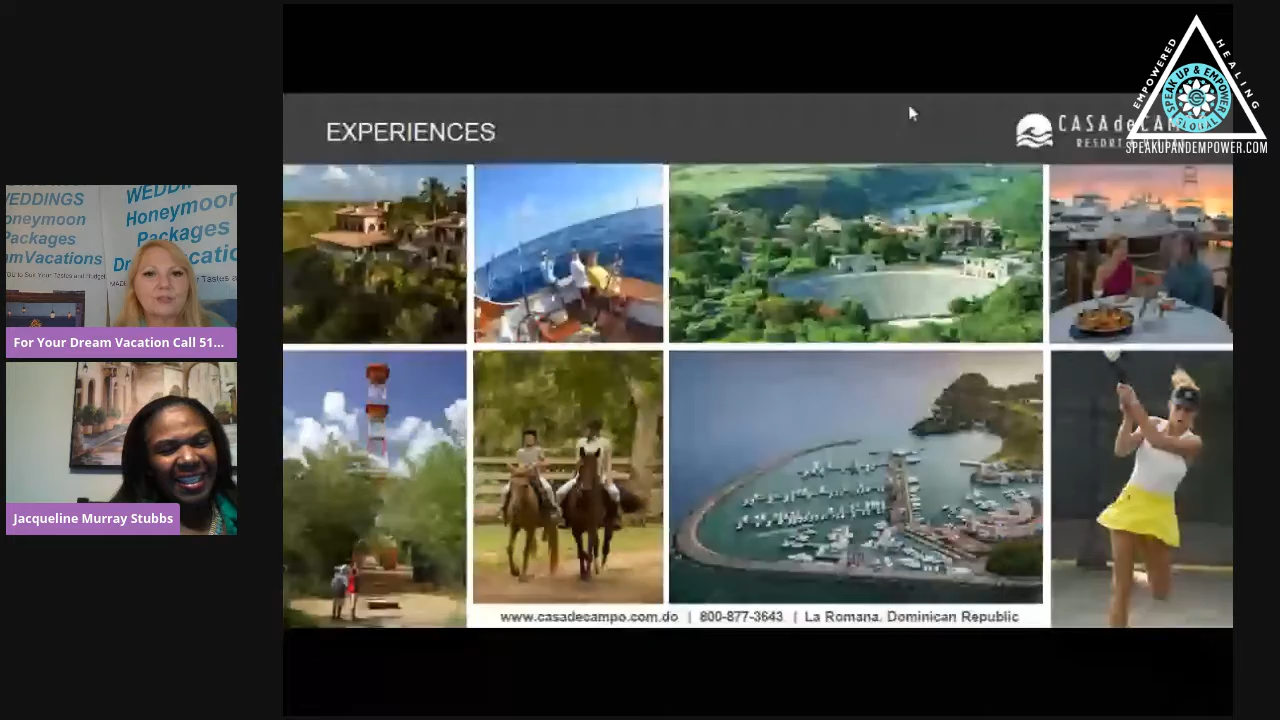 EXPERIENCES
CASA de CAM
RESORT
EMPOWERED
HEALING
SPEAK UP & EMPOWER
GLOBAL
SPEAKUPANDEMPOWER.COM
WEDDINGS
oneymoon
Packages
amVacations
WEDDI
Honeymoon
Packages
For Your Dream Vacation Call 51...
Jacqueline Murray Stubbs
www.casadecampo.com.do | 800-877-3643 | La Romana, Dominican Republic